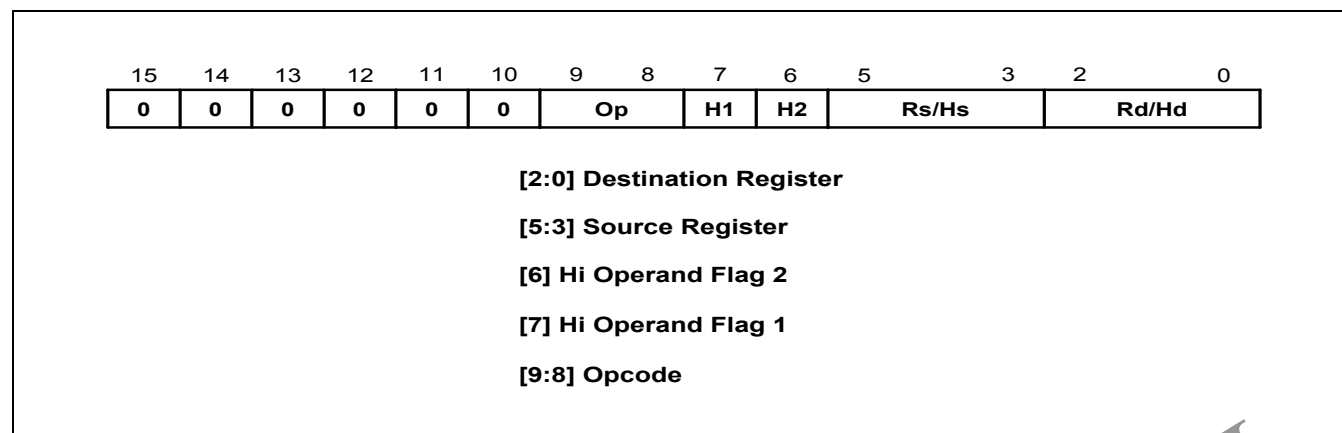 15 14 13 12 11 10 9 8 7 6 5 3 2 0
0 0 0 0 0 0 Op H1 H2 Rs/Hs Rd/Hd
[2:0] Destination Register
[5:3] Source Register
[6] Hi Operand Flag 2
[7] Hi Operand Flag 1
[9:8] Opcode